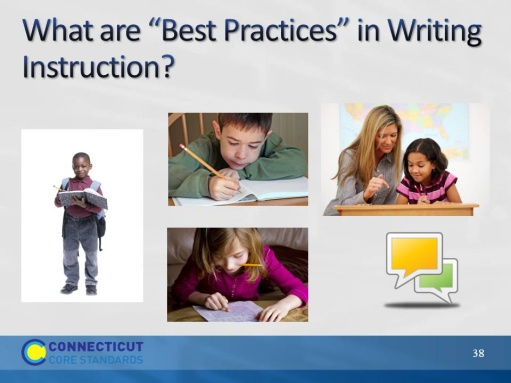 What are “Best Practices” in Writing
Instruction?
CONNECTICUT
CORE STANDARDS
38